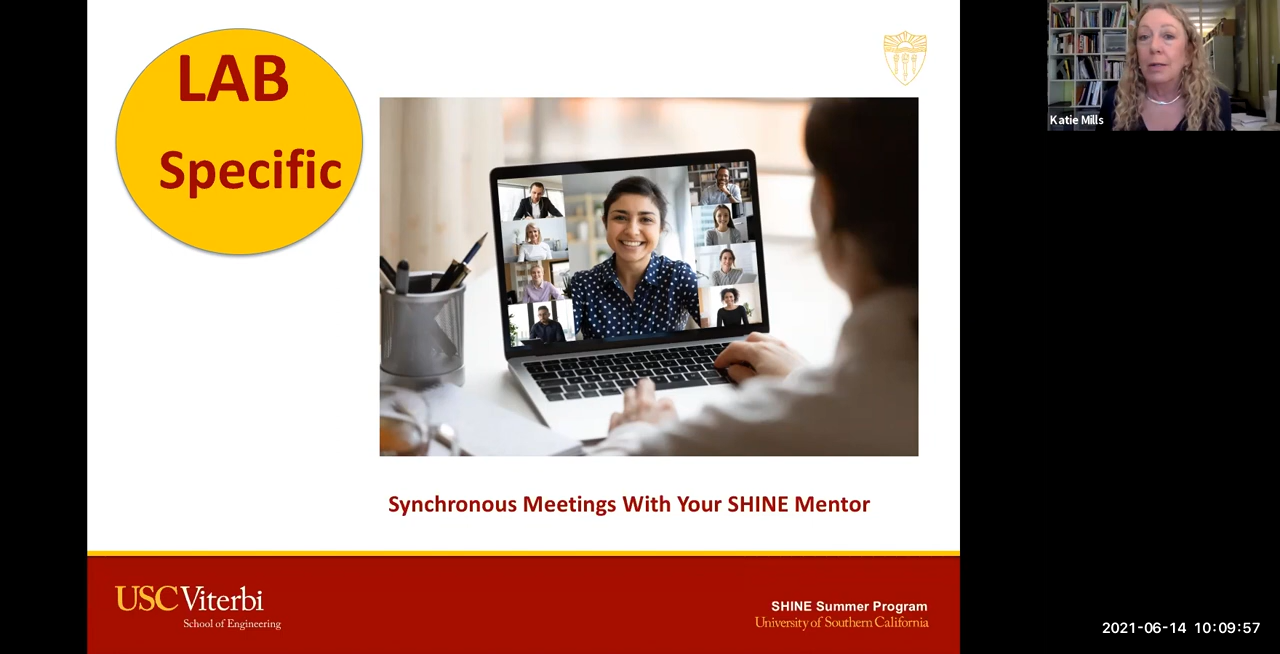 LAB
Specific
Katie Mills
Synchronous Meetings With Your SHINE Mentor
USC Viterbi
School of Engineering
SHINE Summer Program
University of Southern California
2021-06-14 10:09:57